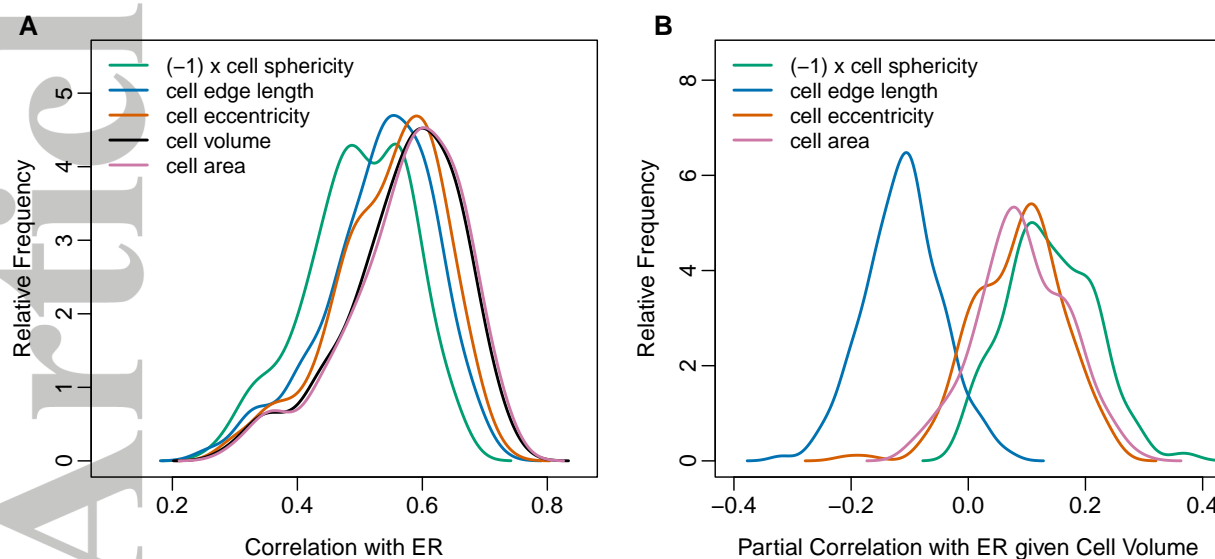 A
(−1) x cell sphericity
cell edge length
cell eccentricity
cell volume
cell area
Relative Frequency
0
1
2
3
4
5
0.2 0.4 0.6 0.8
Correlation with ER
B
(−1) x cell sphericity
cell edge length
cell eccentricity
cell area
Relative Frequency
0
2
4
6
8
−0.4 −0.2 0.0 0.2 0.4
Partial Correlation with ER given Cell Volume
Articl